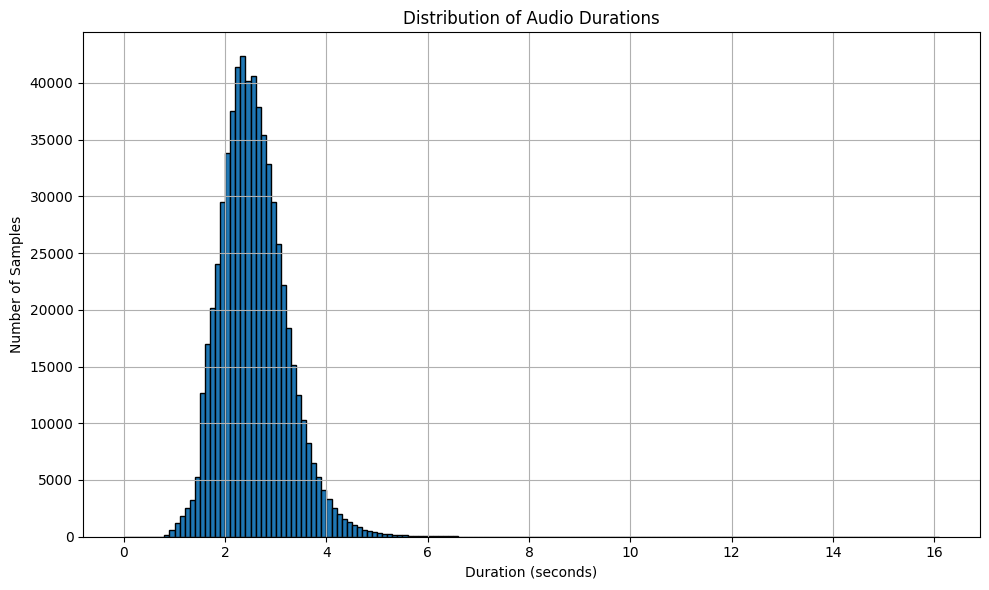 Distribution of Audio Durations
Number of Samples
40000
35000
30000
25000
20000
15000
10000
5000
0
0 2 4 6 8 10 12 14 16
Duration (seconds)